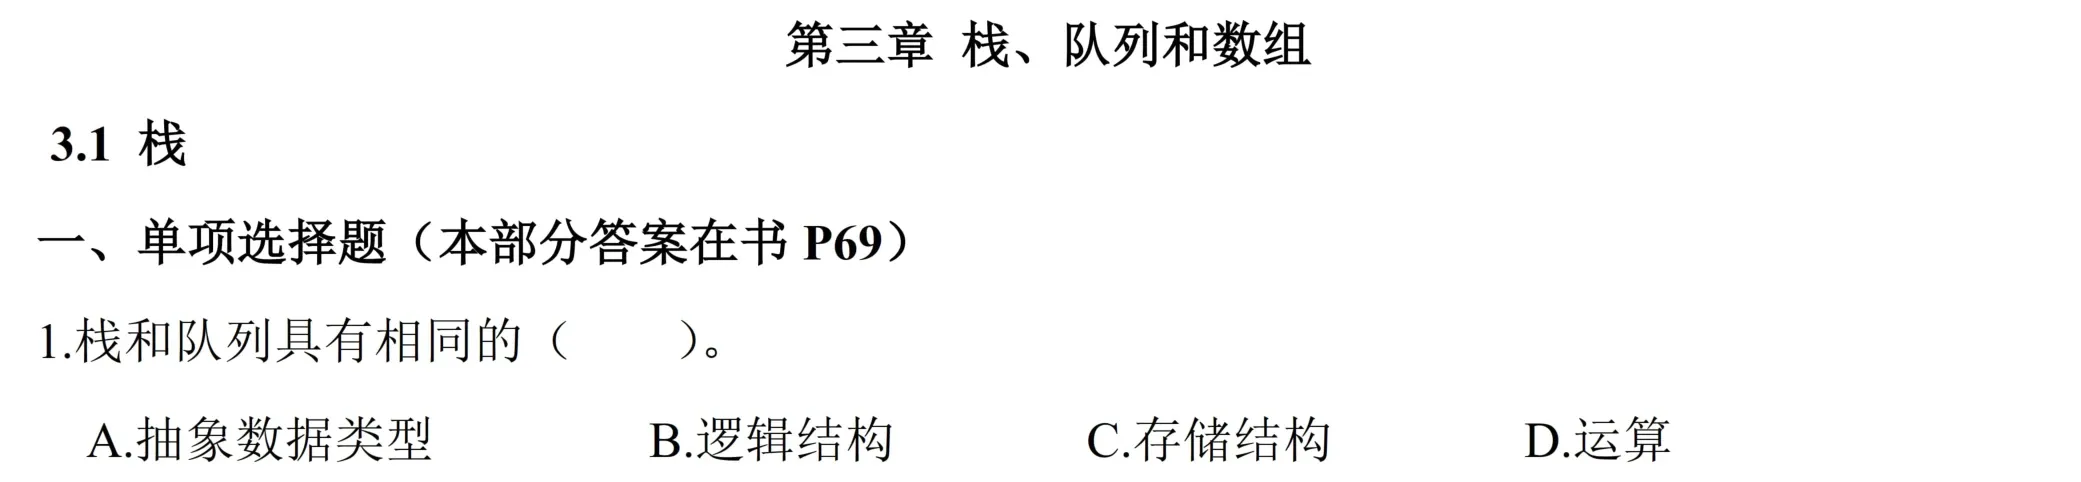 第三章 栈、队列和数组
3.1 栈
一、单项选择题（本部分答案在书 P69）
1.栈和队列具有相同的（ ）。
A.抽象数据类型 B.逻辑结构 C.存储结构 D.运算